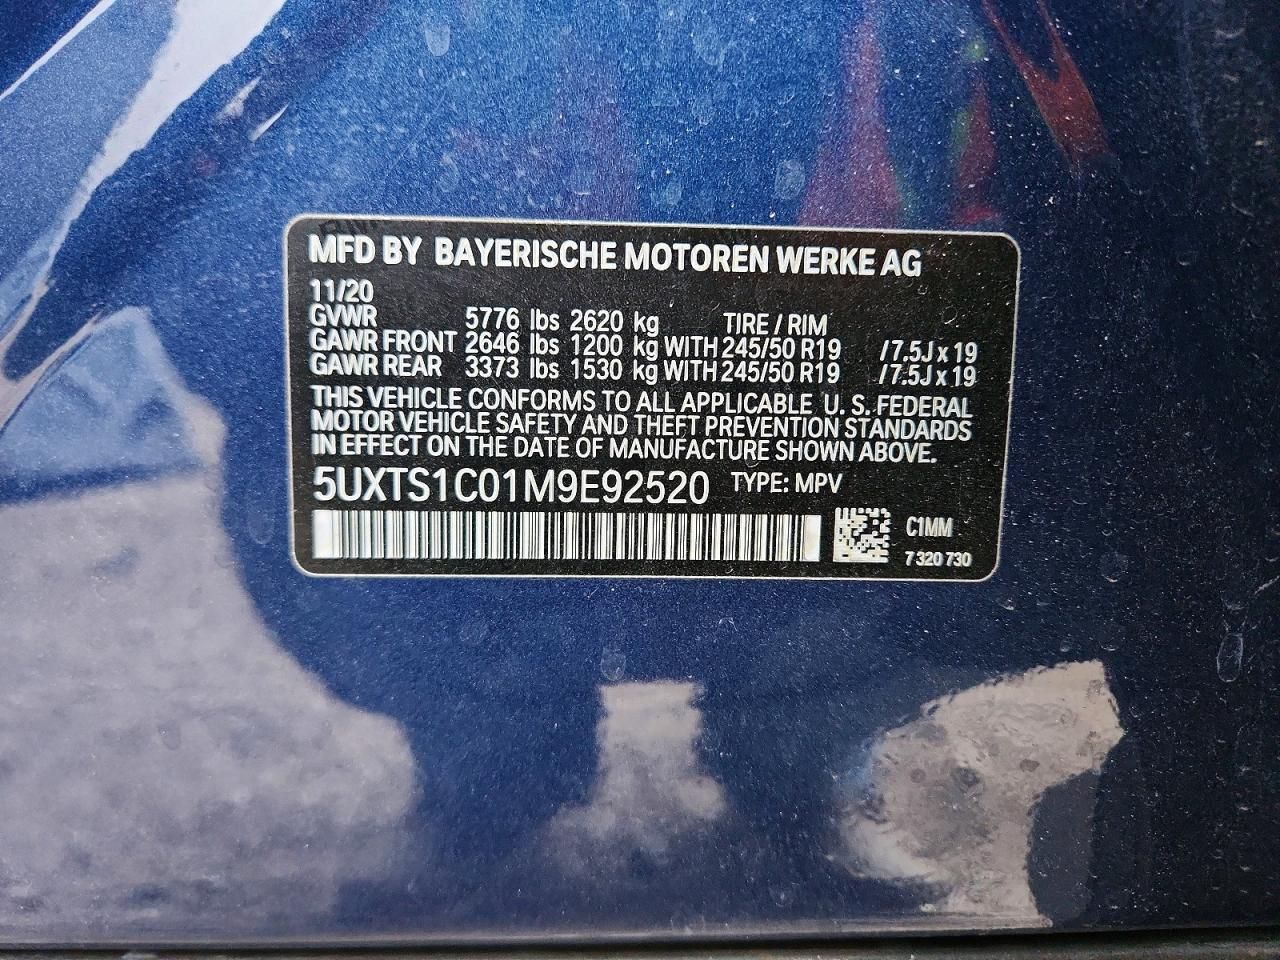 MFD BY BAYERISCHE MOTOREN WERKE AG
11/20
GVWR 5776 lbs 2620 kg TIRE / RIM
GAWR FRONT 2646 lbs 1200 kg WITH 245/50 R19 /7.5J x 19
GAWR REAR 3373 lbs 1530 kg WITH 245/50 R19 /7.5J x 19
THIS VEHICLE CONFORMS TO ALL APPLICABLE U. S. FEDERAL
MOTOR VEHICLE SAFETY AND THEFT PREVENTION STANDARDS
IN EFFECT ON THE DATE OF MANUFACTURE SHOWN ABOVE.
5UXTS1C01M9E92520 TYPE: MPV
C1MM
7 320 730